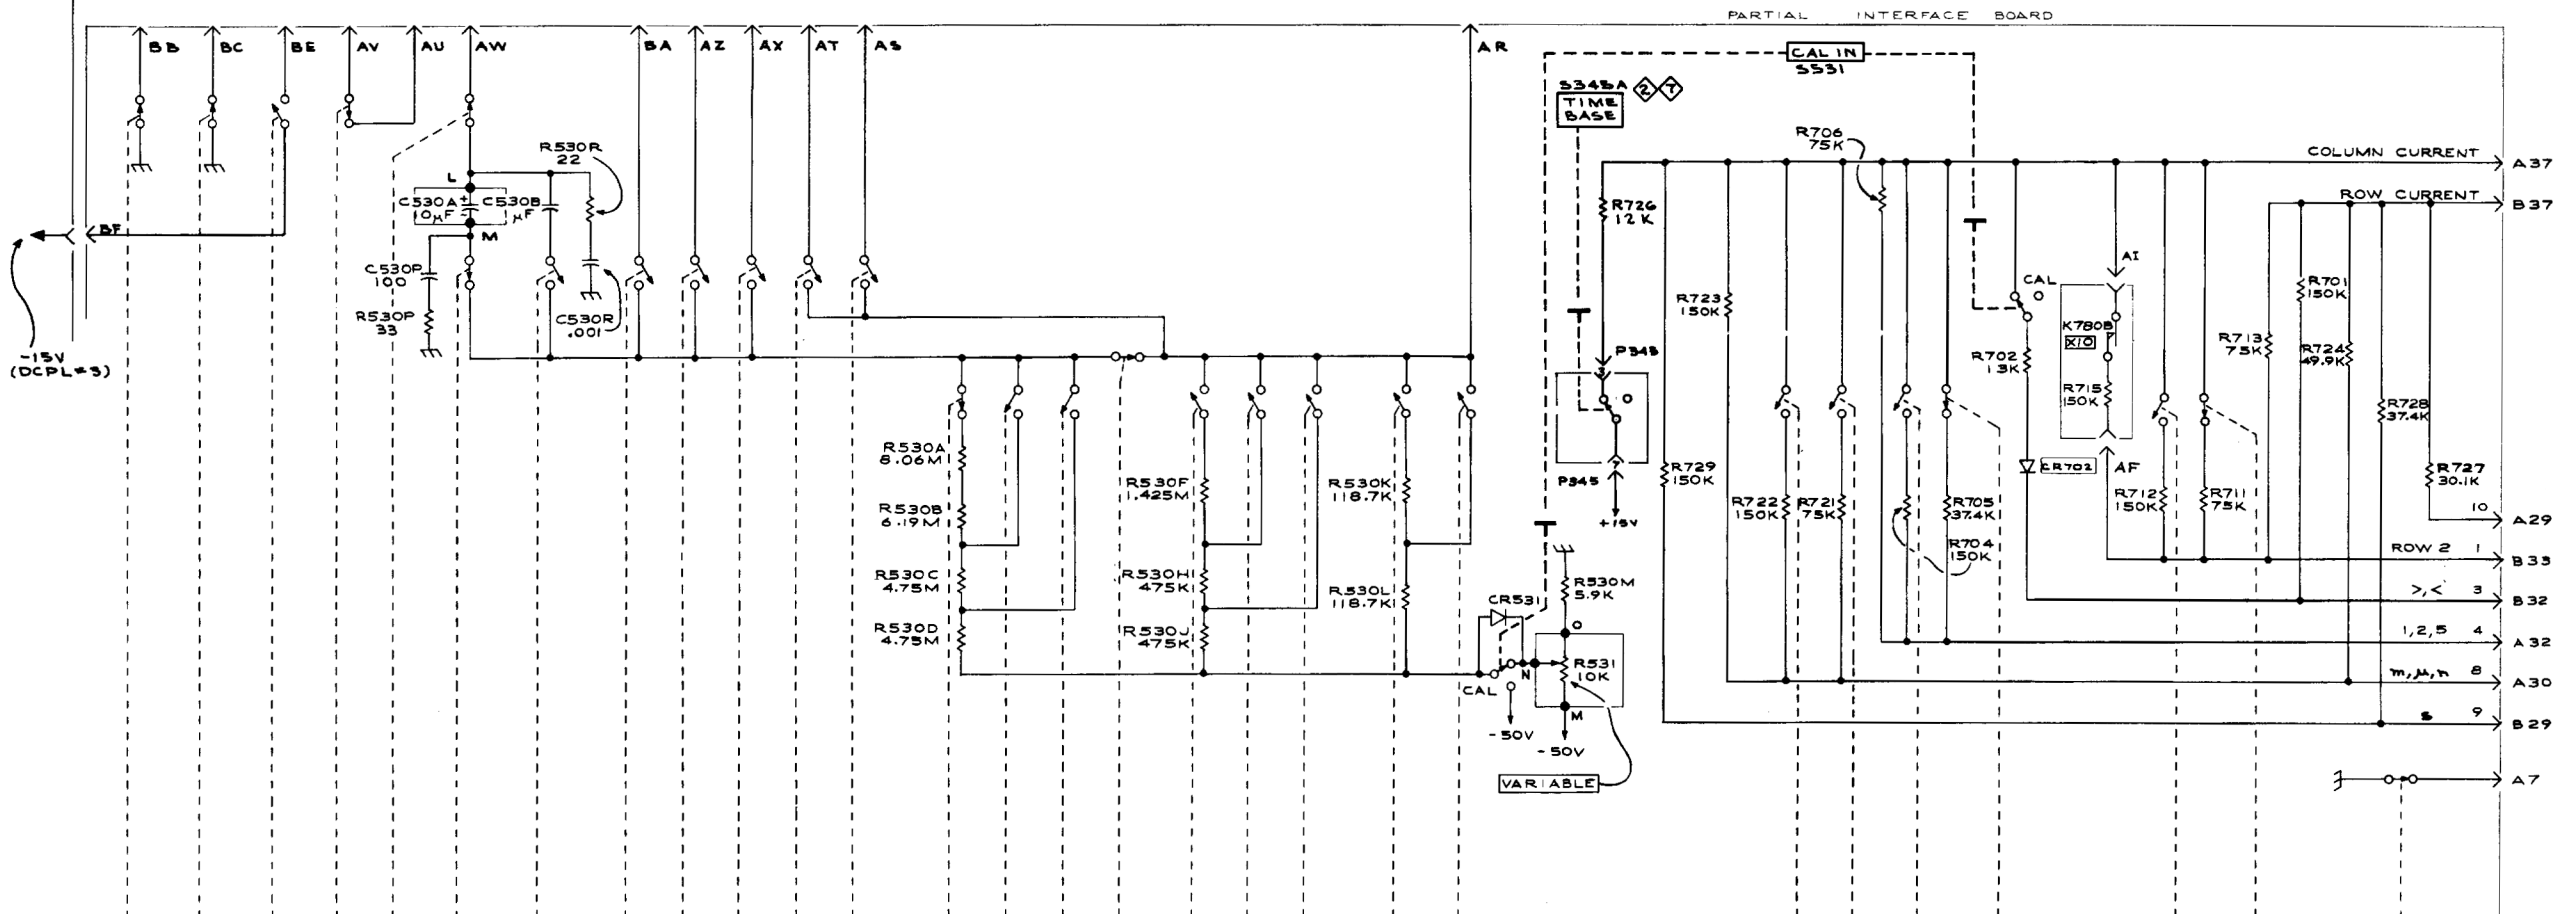 PARTIAL INTERFACE BOARD
BB
BC
BE
AV
AU
AW
BA
AZ
AX
AT
AS
AR
CAL IN
S531
S345A 2 7
TIME
BASE
R706
75K
COLUMN CURRENT
A37
ROW CURRENT
B37
R530R
22
L
C530A +
10µF -
C530B
µF
M
BF
-15V
(DCPL#3)
C530P
100
R530P
33
C530R
.001
R726
12K
R723
150K
P343
3
7
P345
+15V
R729
150K
R722
150K
R721
75K
R705
37.4K
R704
150K
CAL
R702
13K
CR702
AI
K780B
X10
R715
150K
AF
R712
150K
R711
75K
R713
75K
R701
150K
R724
49.9K
R728
37.4K
R727
30.1K
10
A29
ROW 2 1
B33
>,< 3
B32
1,2,5 4
A32
m,µ,n 8
A30
s 9
B29
A7
R530A
8.06M
R530B
6.19M
R530C
4.75M
R530D
4.75M
R530F
1.425M
R530H
475K
R530J
475K
R530K
118.7K
R530L
118.7K
CR531
R530M
5.9K
R531
10K
N
M
CAL
-50V
-50V
VARIABLE